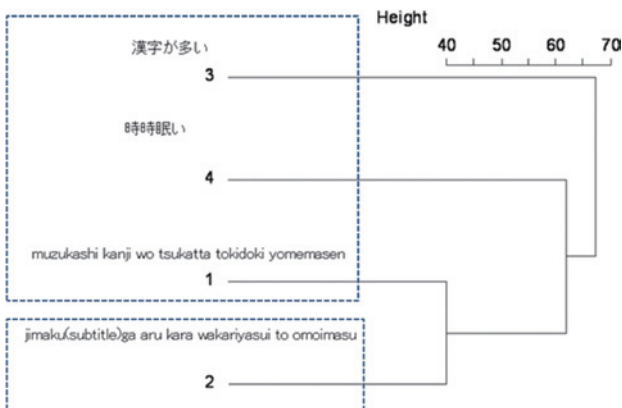 Height
40 50 60 70
漢字が多い
3
時時眠い
4
muzukashi kanji wo tsukatta tokidoki yomemasen
1
jimaku(subtitle)ga aru kara wakariyasui to omoimasu
2